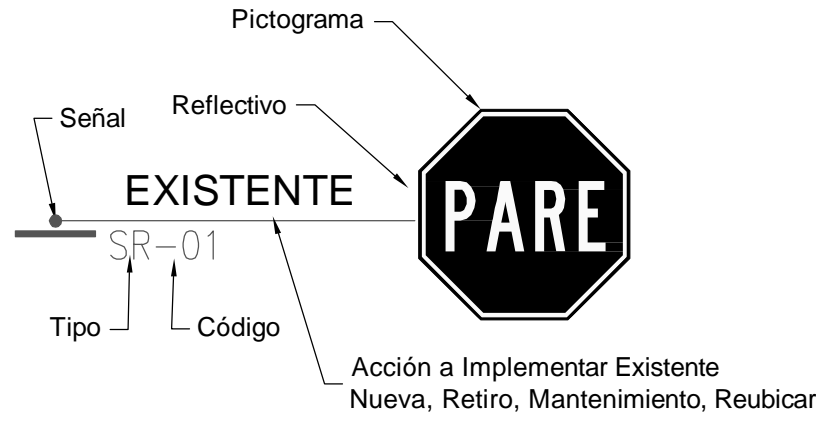 Pictograma
Reflectivo
Señal
EXISTENTE
PARE
SR-01
Tipo
Código
Acción a Implementar Existente
Nueva, Retiro, Mantenimiento, Reubicar